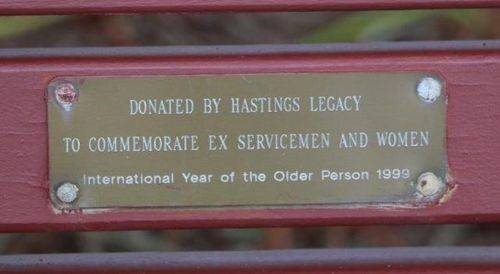 DONATED BY HASTINGS LEGACY
TO COMMEMORATE EX SERVICEMEN AND WOMEN
International Year of the Older Person 1999